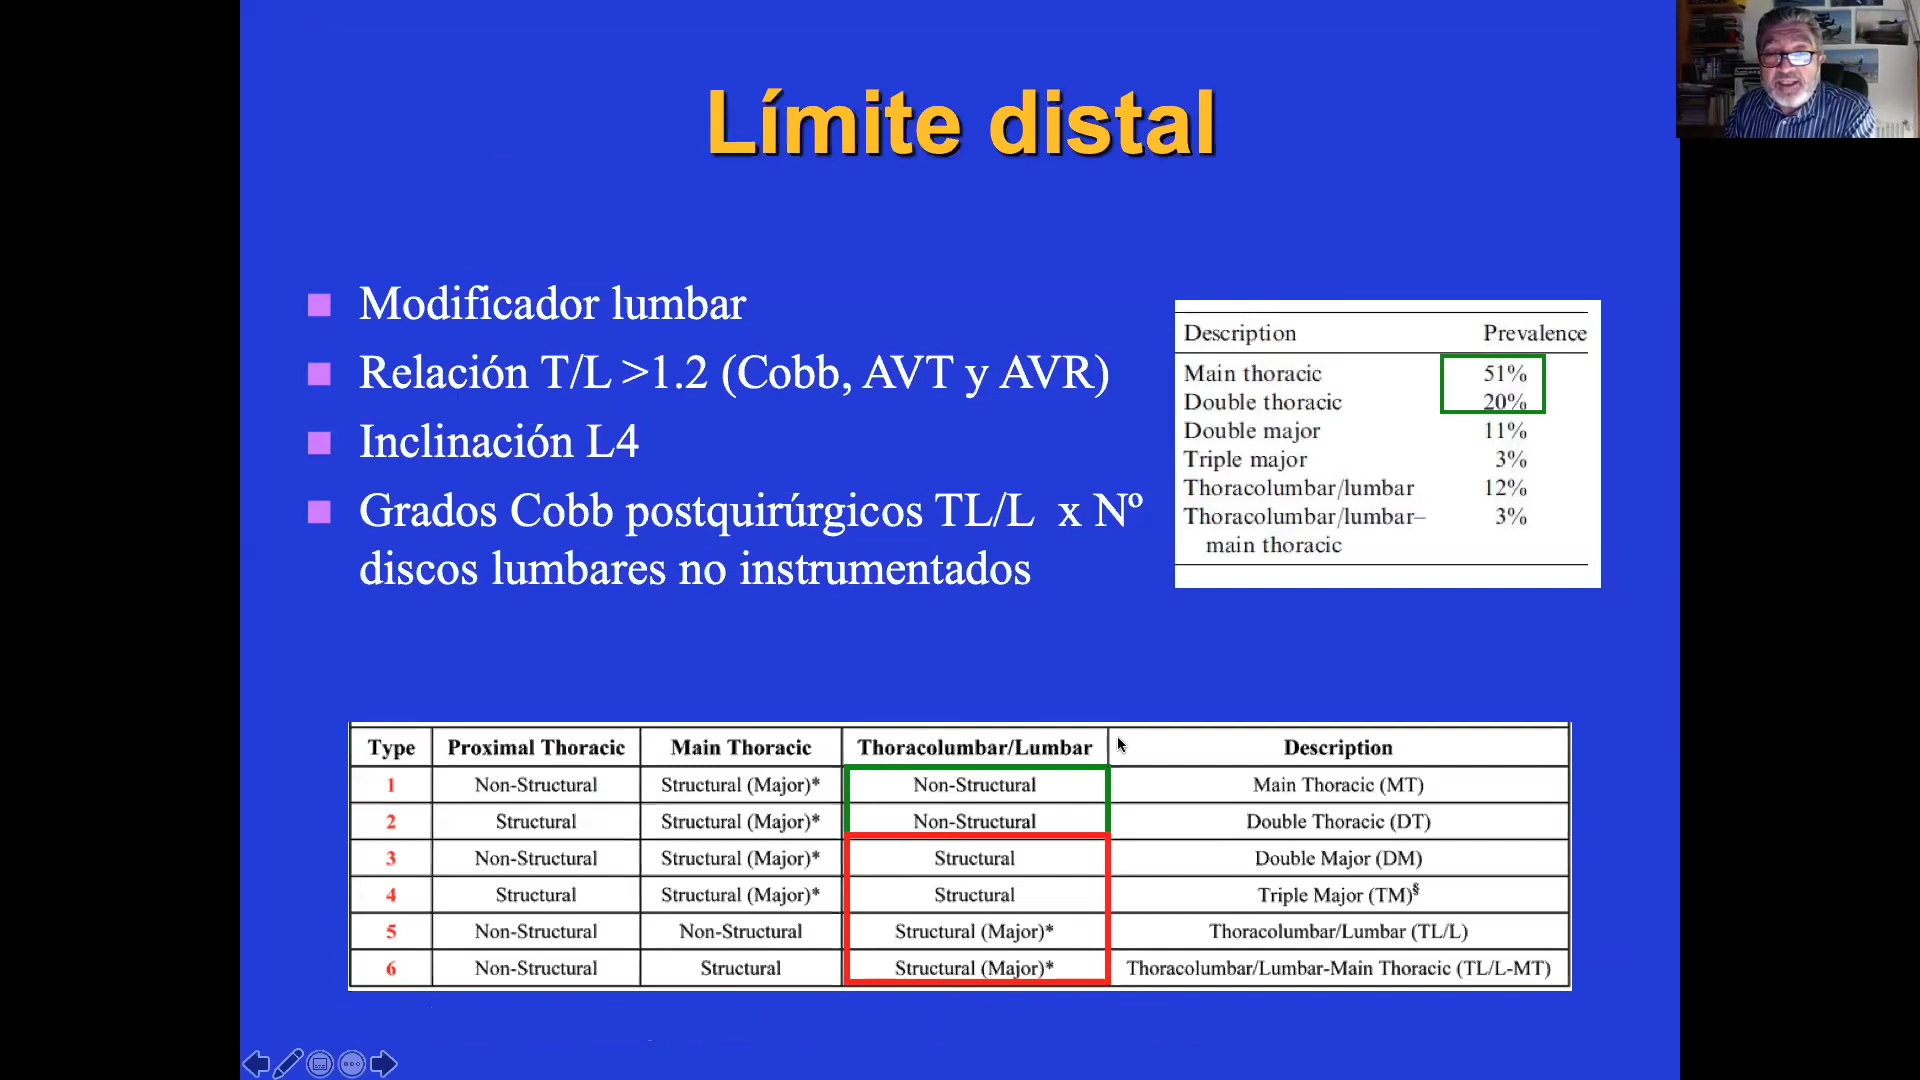 Límite distal
Modificador lumbar
Relación T/L >1.2 (Cobb, AVT y AVR)
Inclinación L4
Grados Cobb postquirúrgicos TL/L x Nº
discos lumbares no instrumentados
Description Prevalence
Main thoracic 51%
Double thoracic 20%
Double major 11%
Triple major 3%
Thoracolumbar/lumbar 12%
Thoracolumbar/lumbar– 3%
main thoracic
Type Proximal Thoracic Main Thoracic Thoracolumbar/Lumbar Description
1 Non-Structural Structural (Major)* Non-Structural Main Thoracic (MT)
2 Structural Structural (Major)* Non-Structural Double Thoracic (DT)
3 Non-Structural Structural (Major)* Structural Double Major (DM)
4 Structural Structural (Major)* Structural Triple Major (TM)§
5 Non-Structural Non-Structural Structural (Major)* Thoracolumbar/Lumbar (TL/L)
6 Non-Structural Structural Structural (Major)* Thoracolumbar/Lumbar-Main Thoracic (TL/L-MT)